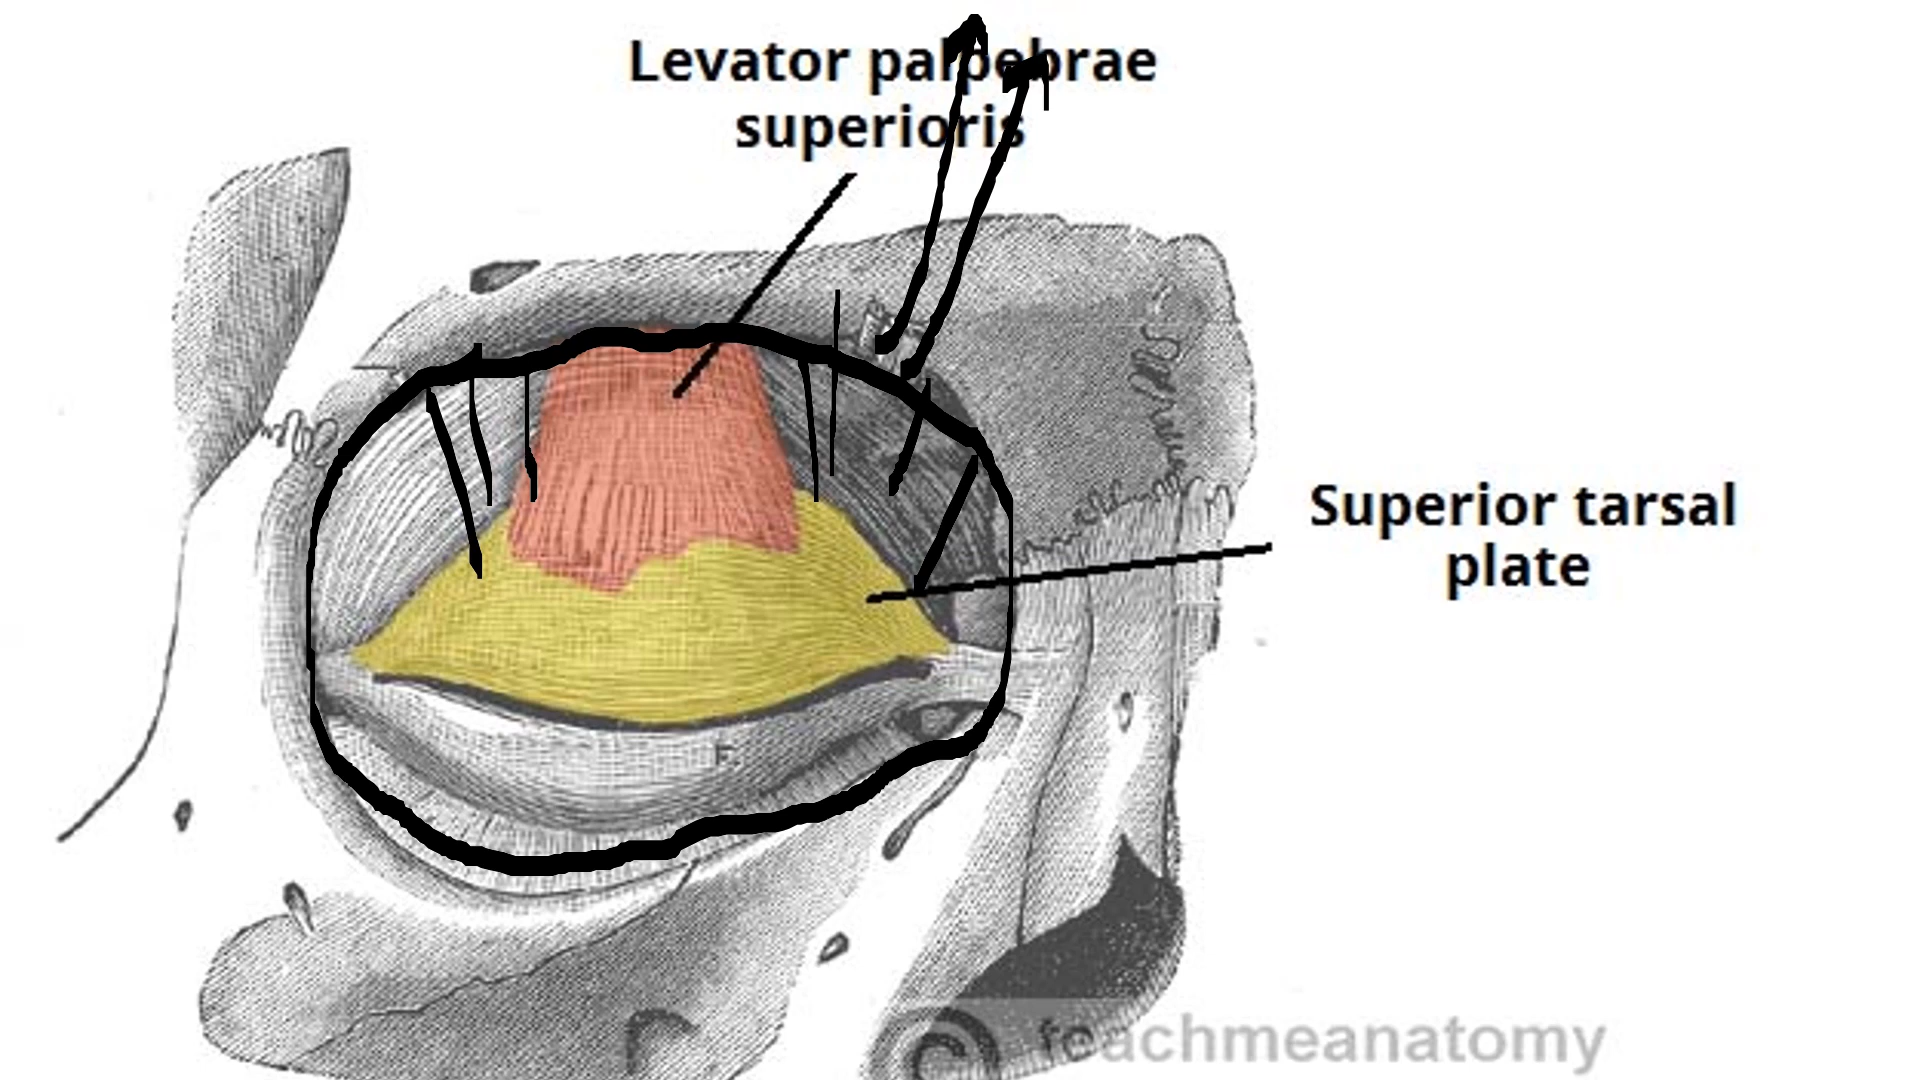 Levator palpebrae
superioris
Superior tarsal
plate
E
teachmeanatomy